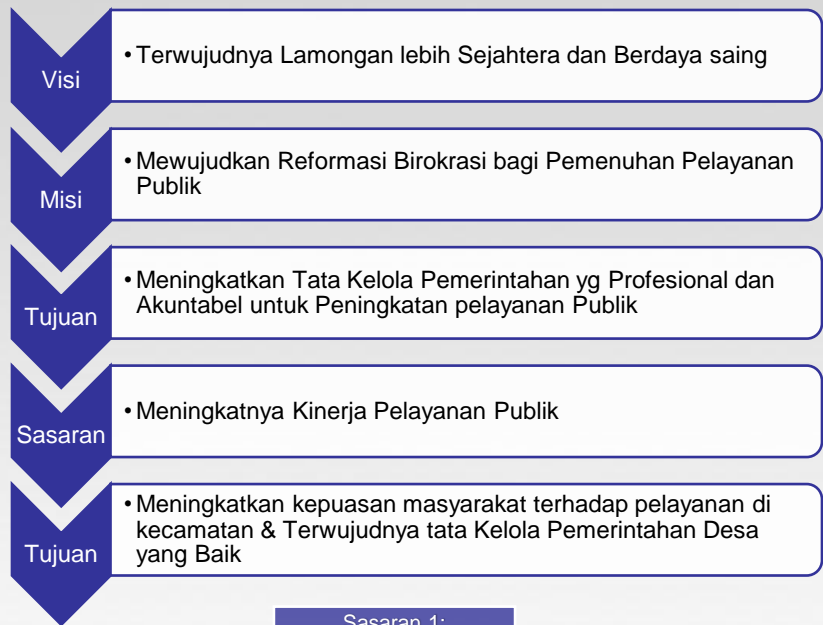 Visi
• Terwujudnya Lamongan lebih Sejahtera dan Berdaya saing
Misi
• Mewujudkan Reformasi Birokrasi bagi Pemenuhan Pelayanan
Publik
Tujuan
• Meningkatkan Tata Kelola Pemerintahan yg Profesional dan
Akuntabel untuk Peningkatan pelayanan Publik
Sasaran
• Meningkatnya Kinerja Pelayanan Publik
Tujuan
• Meningkatkan kepuasan masyarakat terhadap pelayanan di
kecamatan & Terwujudnya tata Kelola Pemerintahan Desa
yang Baik
Sasaran 1: